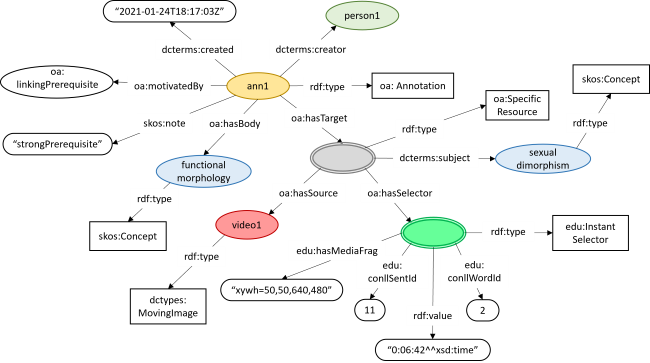 “2021-01-24T18:17:03Z”
person1
dcterms:created
dcterms:creator
oa:
linkingPrerequisite
oa:motivatedBy
ann1
rdf:type
oa: Annotation
skos:Concept
oa:Specific
Resource
skos:note
oa:hasBody
oa:hasTarget
rdf:type
rdf:type
“strongPrerequisite”
functional
morphology
dcterms:subject
sexual
dimorphism
rdf:type
oa:hasSource
oa:hasSelector
skos:Concept
video1
rdf:type
edu:Instant
Selector
rdf:type
edu:hasMediaFrag
edu:
conllSentId
edu:
conllWordId
dctypes:
MovingImage
“xywh=50,50,640,480”
11
rdf:value
2
“0:06:42^^xsd:time”